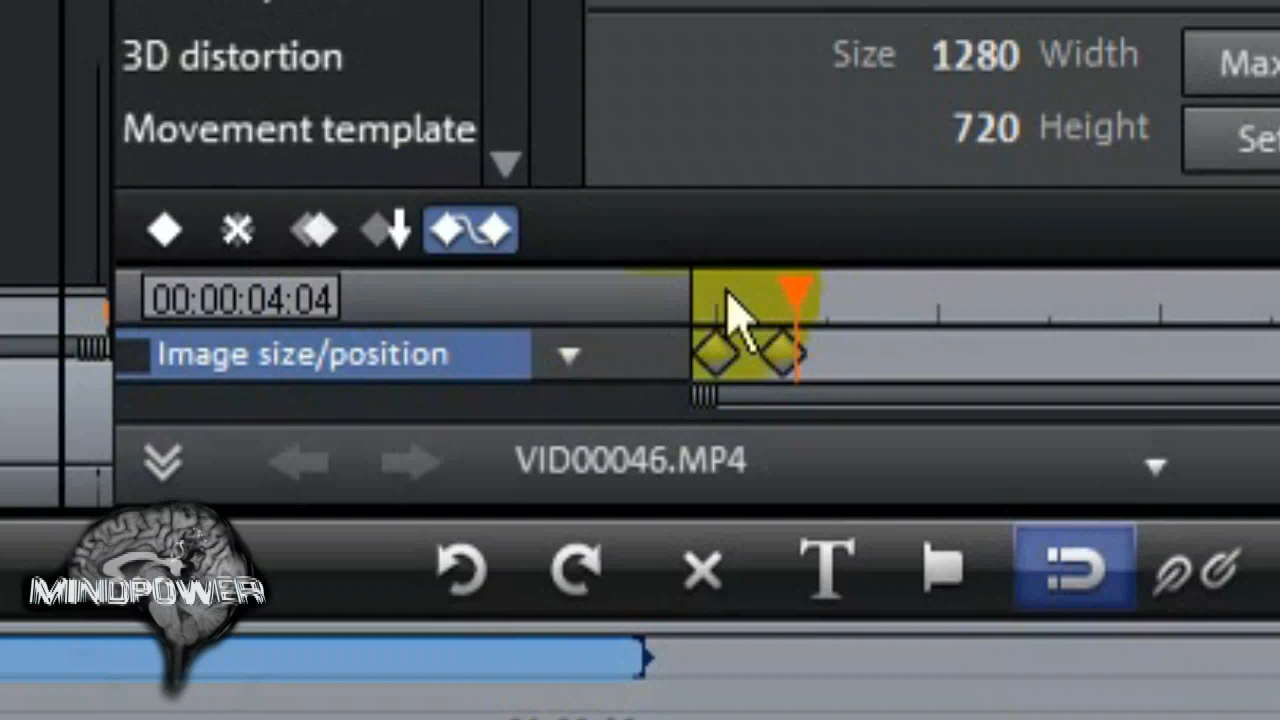 3D distortion
Size 1280 Width
Movement template
720 Height
00:00:04:04
Image size/position
VID00046.MP4
T
MINDPOWER